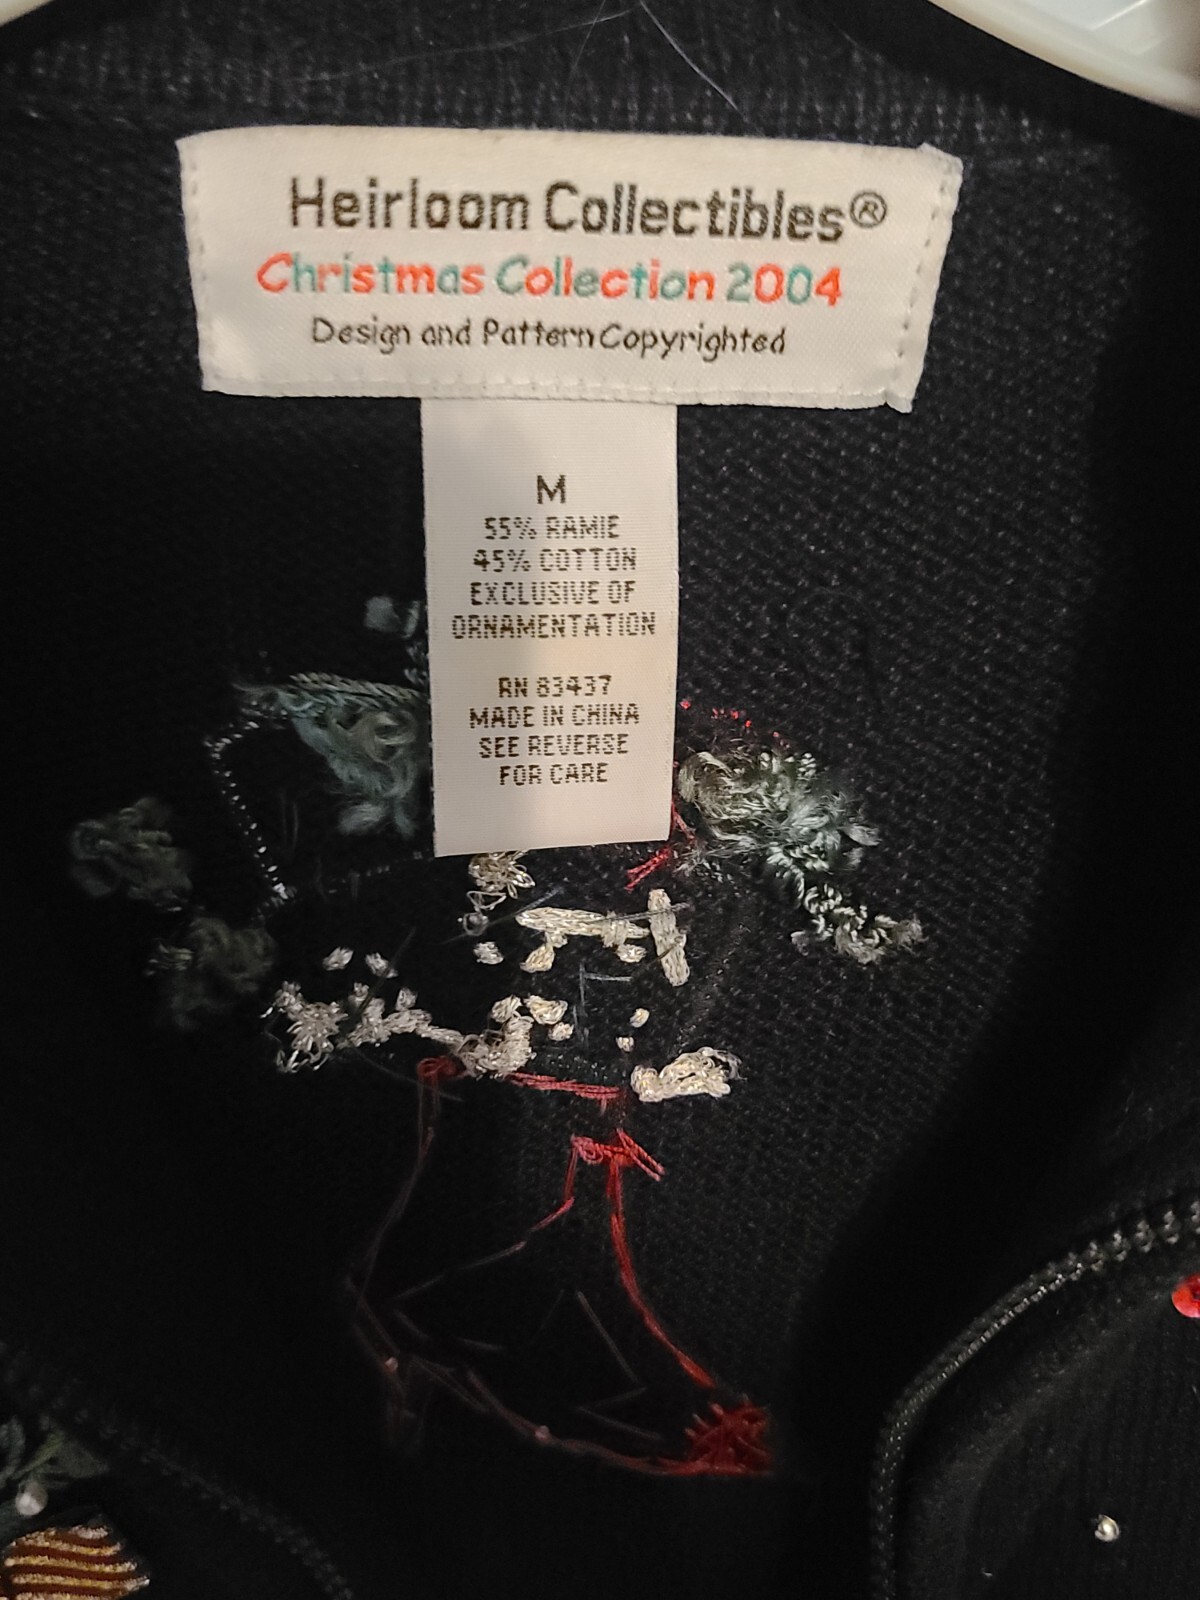 Heirloom Collectibles®
Christmas Collection 2004
Design and Pattern Copyrighted
M
55% RAMIE
45% COTTON
EXCLUSIVE OF
ORNAMENTATION
RN 83437
MADE IN CHINA
SEE REVERSE
FOR CARE